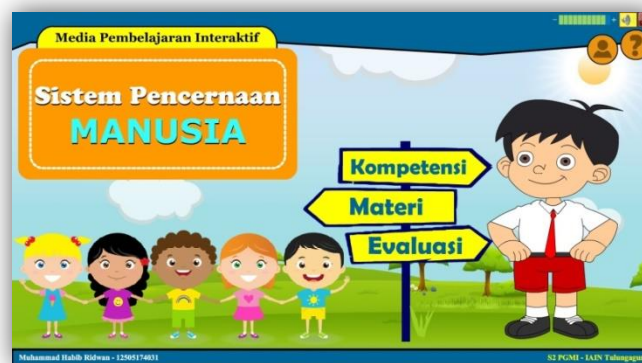 Media Pembelajaran Interaktif
Sistem Pencernaan
MANUSIA
Kompetensi
Materi
Evaluasi
Muhammad Habib Ridwan - 12505174031
S2 PGMI - IAIN Tulungagung